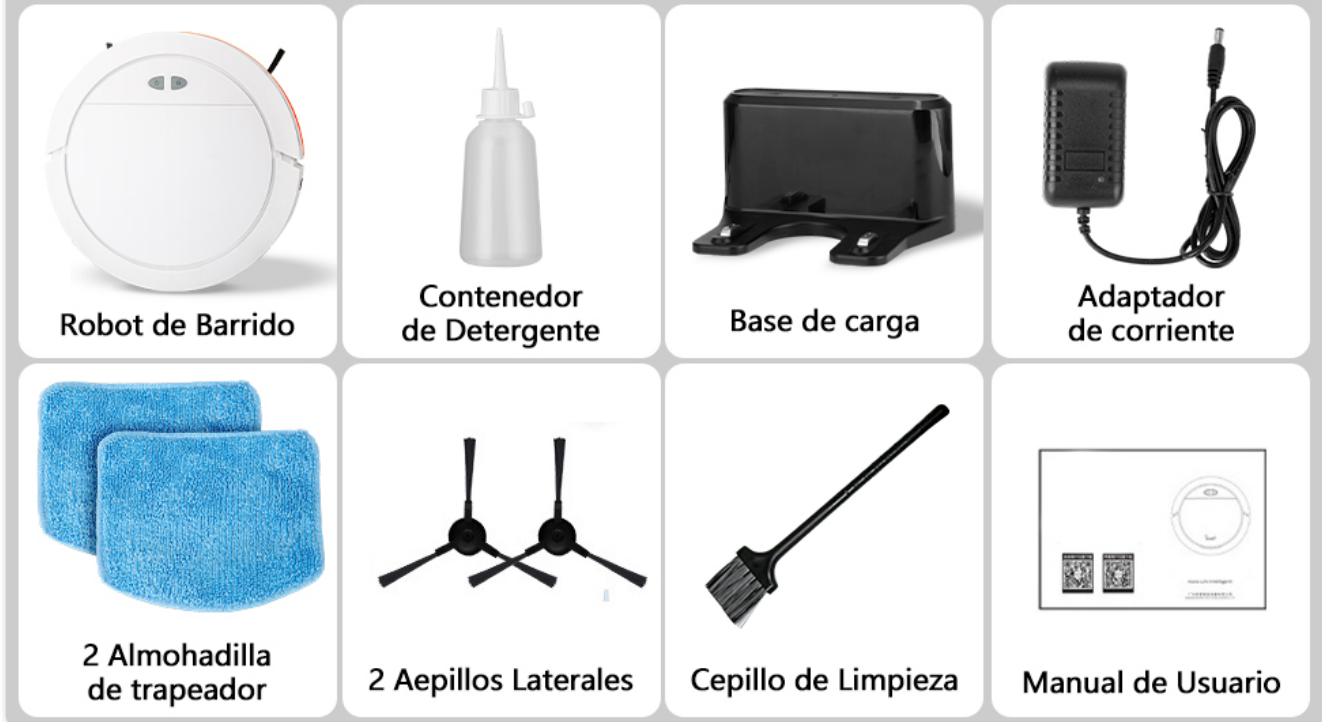 Robot de Barrido
Contenedor
de Detergente
Base de carga
Adaptador
de corriente
2 Almohadilla
de trapeador
2 Aepillos Laterales
Cepillo de Limpieza
Manual de Usuario